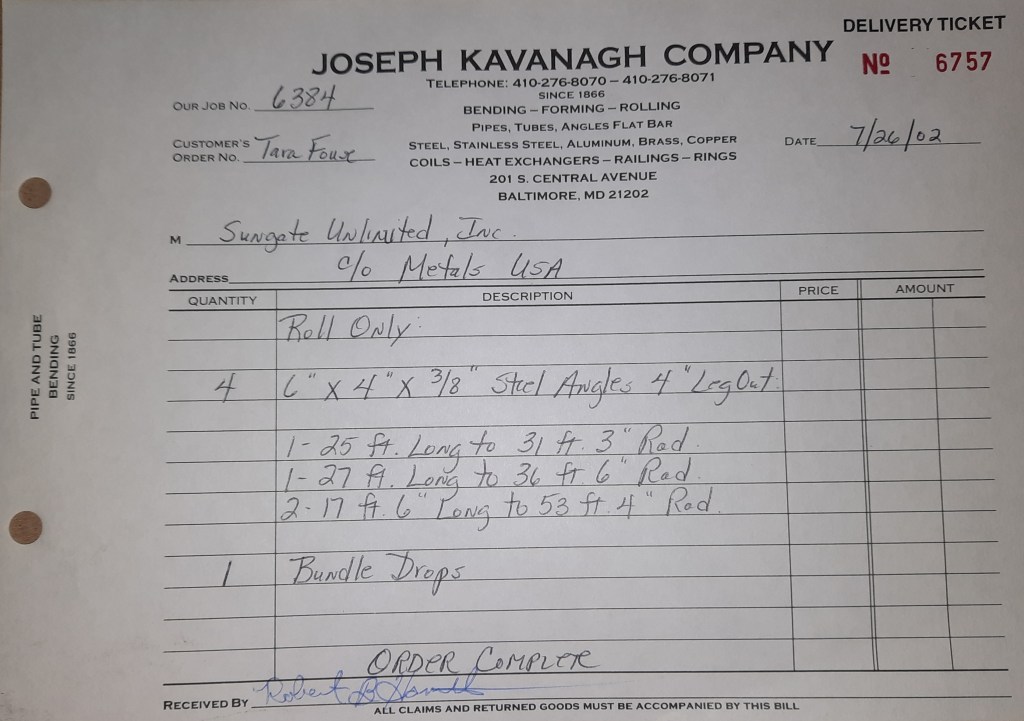 DELIVERY TICKET
JOSEPH KAVANAGH COMPANY
Nº 6757
TELEPHONE: 410-276-8070 – 410-276-8071
SINCE 1866
OUR JOB NO. 6384
BENDING – FORMING – ROLLING
PIPES, TUBES, ANGLES FLAT BAR
CUSTOMER'S ORDER NO. Tara Foux
STEEL, STAINLESS STEEL, ALUMINUM, BRASS, COPPER
DATE 7/26/02
COILS – HEAT EXCHANGERS – RAILINGS – RINGS
201 S. CENTRAL AVENUE
BALTIMORE, MD 21202
M Sungate Unlimited, Inc.
ADDRESS c/o Metals USA
QUANTITY DESCRIPTION PRICE AMOUNT
Roll Only:
4 6" X 4" X 3/8" Steel Angles 4" Leg Out:
1- 25 ft. Long to 31 ft. 3" Rad.
1- 27 ft. Long to 36 ft. 6" Rad.
2- 17 ft. 6" Long to 53 ft. 4" Rad.
1 Bundle Drops
ORDER COMPLETE
RECEIVED BY Robert B
ALL CLAIMS AND RETURNED GOODS MUST BE ACCOMPANIED BY THIS BILL
PIPE AND TUBE
BENDING
SINCE 1866